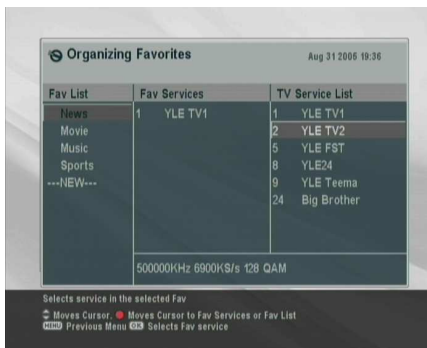 Organizing Favorites Aug 31 2006 19:36
Fav List Fav Services TV Service List
News 1 YLE TV1 1 YLE TV1
Movie 2 YLE TV2
Music 5 YLE FST
Sports 8 YLE24
---NEW--- 9 YLE Teema
24 Big Brother
500000KHz 6900KS/s 128 QAM
Selects service in the selected Fav
Moves Cursor. Moves Cursor to Fav Services or Fav List
MENU Previous Menu OK Selects Fav service